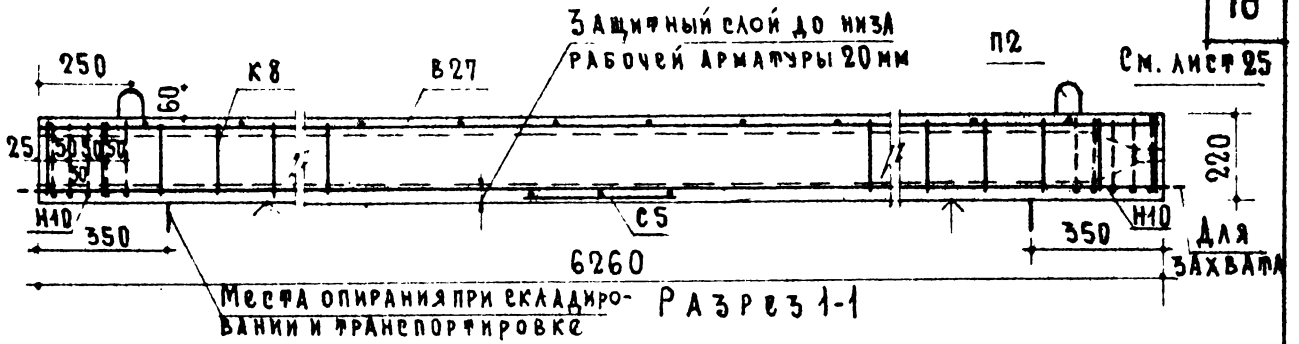 18
Защитный слой до низа
рабочей арматуры 20 мм
П2
См. лист 25
250
К8
60
В27
25
50 50 50
50
220
Н10
С5
Н10
350
350
Для
захвата
6260
Места опирания при складиро-
вании и транспортировке
Разрез 1-1